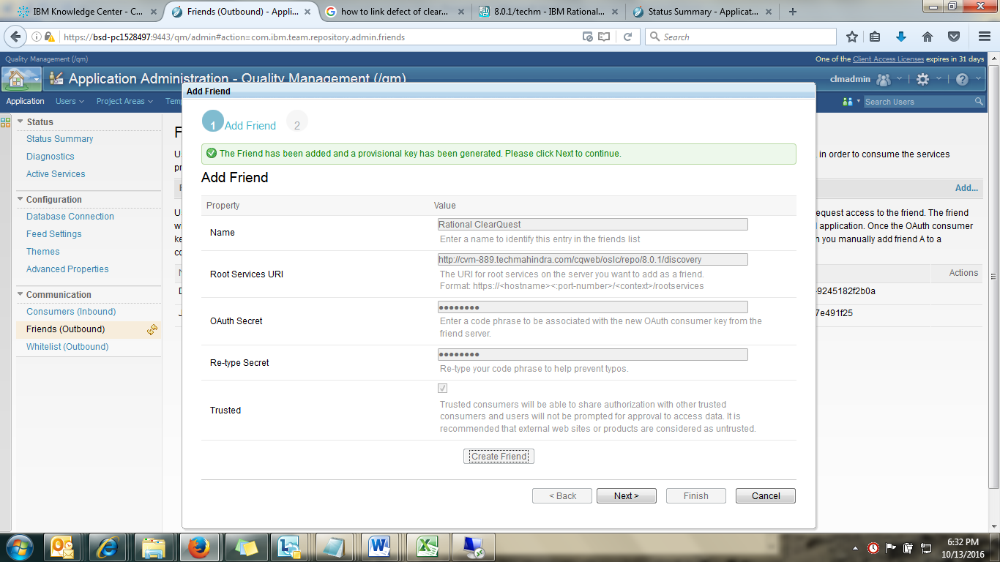 IBM Knowledge Center - C...
Friends (Outbound) - Appli...
how to link defect of clear...
8.0.1/techm - IBM Rational...
Status Summary - Applicat...
https://bsd-pc1528497:9443/qm/admin#action=com.ibm.team.repository.admin.friends
Search
Quality Management (/qm)
One of the Client Access Licenses expires in 31 days
Application Administration - Quality Management (/qm)
clmadmin
Application
Users
Project Areas
Search Users
Status
Status Summary
Diagnostics
Active Services
Configuration
Database Connection
Feed Settings
Themes
Advanced Properties
Communication
Consumers (Inbound)
Friends (Outbound)
Whitelist (Outbound)
Add Friend
1 Add Friend 2
The Friend has been added and a provisional key has been generated. Please click Next to continue.
Add Friend
Property Value
Name
Rational ClearQuest
Enter a name to identify this entry in the friends list
Root Services URI
http://cvm-889.techmahindra.com/cqweb/oslc/repo/8.0.1/discovery
The URI for root services on the server you want to add as a friend.
Format: https://<hostname><:port-number>/<context>/rootservices
OAuth Secret
●●●●●●●●
Enter a code phrase to be associated with the new OAuth consumer key from the
friend server.
Re-type Secret
●●●●●●●●
Re-type your code phrase to help prevent typos.
Trusted
Trusted consumers will be able to share authorization with other trusted
consumers and users will not be prompted for approval to access data. It is
recommended that external web sites or products are considered as untrusted.
Create Friend
< Back
Next >
Finish
Cancel
in order to consume the services
Add...
equest access to the friend. The friend
application. Once the OAuth consumer
you manually add friend A to a
Actions
9245182f2b0a
7e491f25
6:32 PM
10/13/2016